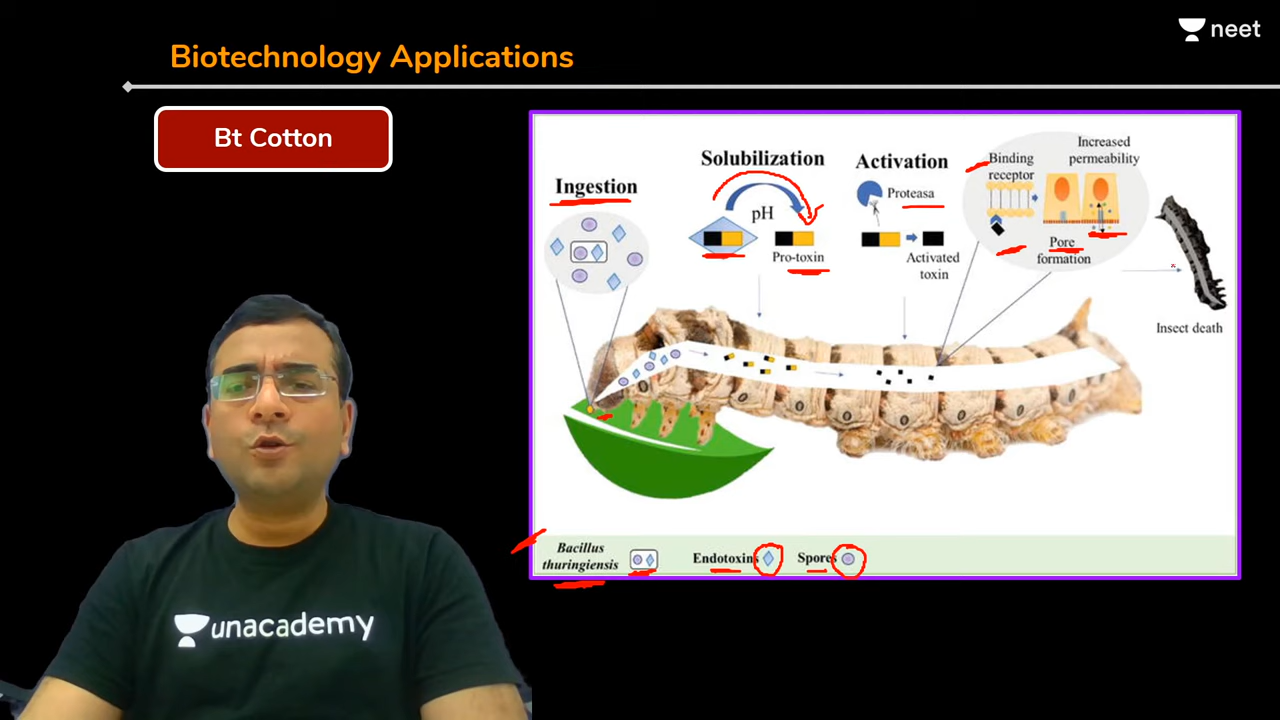 neet
Biotechnology Applications
Bt Cotton
Ingestion
Solubilization
pH
Pro-toxin
Activation
Proteasa
Activated
toxin
Binding
receptor
Increased
permeability
Pore
formation
Insect death
Bacillus
thuringiensis
Endotoxins
Spores
unacademy